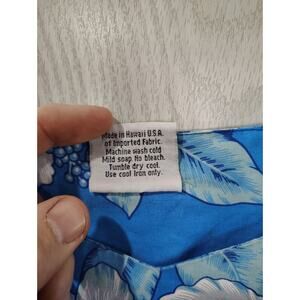 Made in Hawaii U.S.A.
of Imported Fabric.
Machine wash cold
Mild soap. No bleach.
Tumble dry cool.
Use cool Iron only.